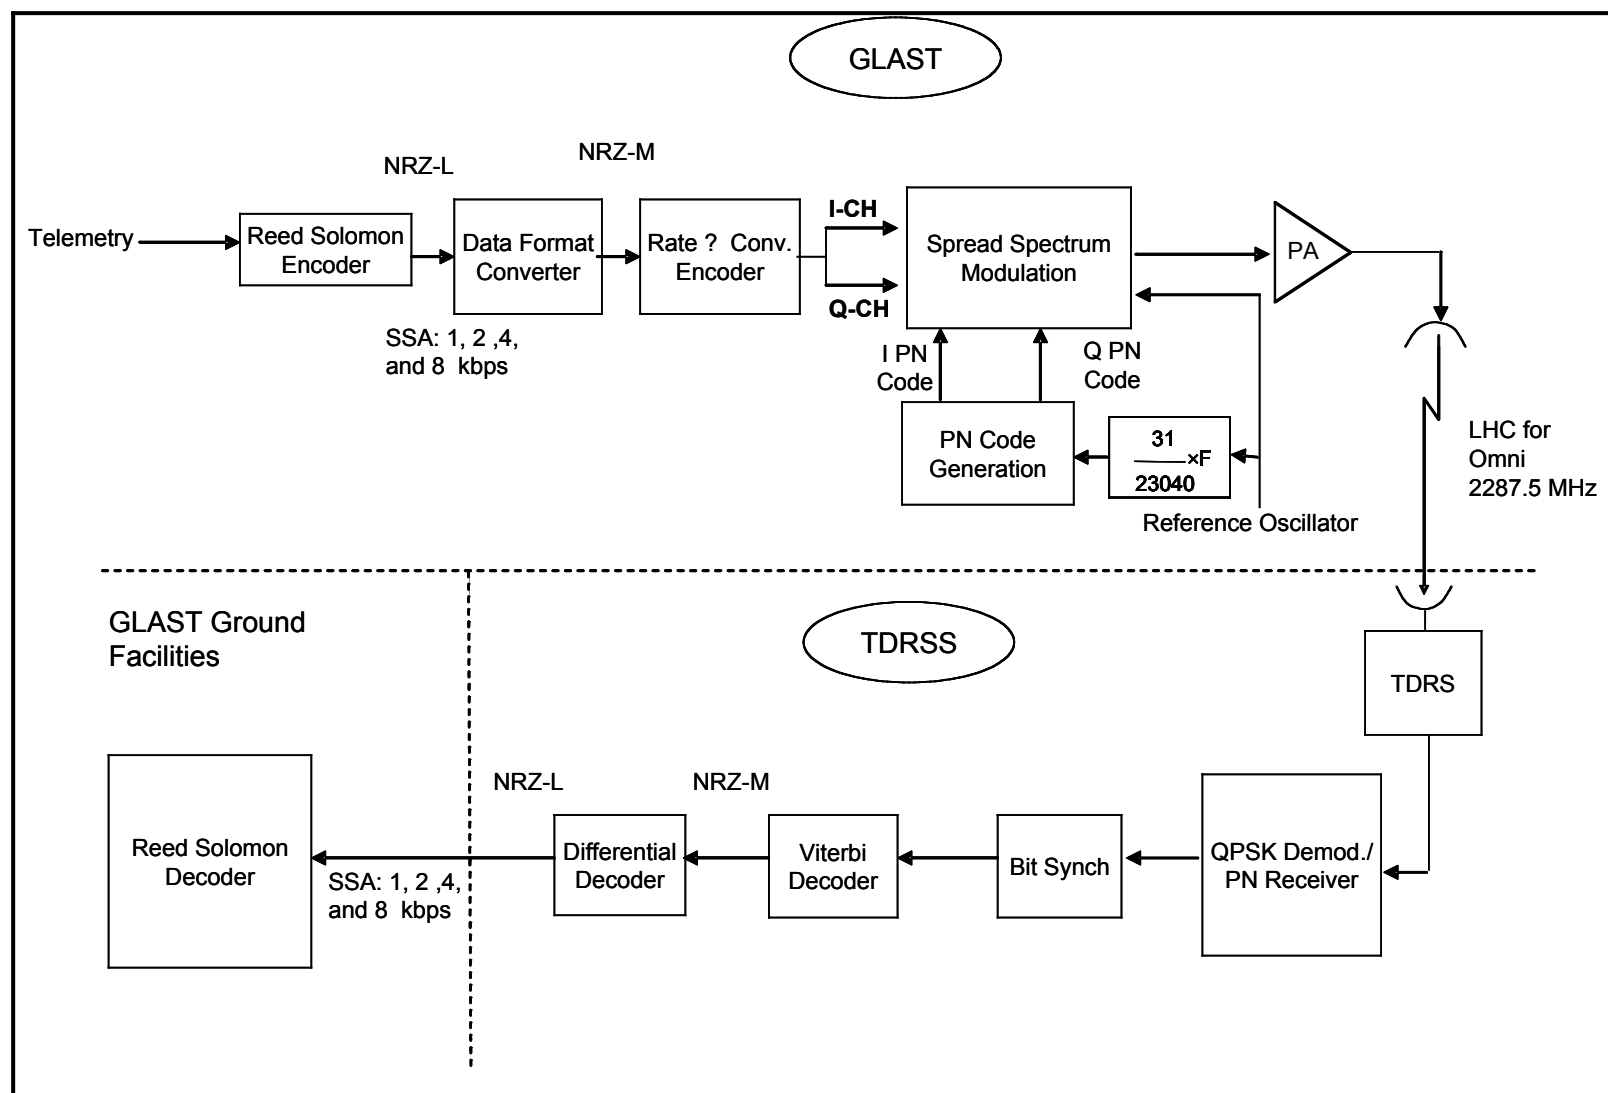 GLAST
NRZ-L
NRZ-M
Telemetry
Reed Solomon
Encoder
Data Format
Converter
Rate ? Conv.
Encoder
I-CH
Q-CH
Spread Spectrum
Modulation
PA
SSA: 1, 2 ,4,
and 8 kbps
I PN
Code
Q PN
Code
PN Code
Generation
31
×F
23040
Reference Oscillator
LHC for
Omni
2287.5 MHz
GLAST Ground
Facilities
TDRSS
TDRS
NRZ-L
NRZ-M
Reed Solomon
Decoder
SSA: 1, 2 ,4,
and 8 kbps
Differential
Decoder
Viterbi
Decoder
Bit Synch
QPSK Demod./
PN Receiver